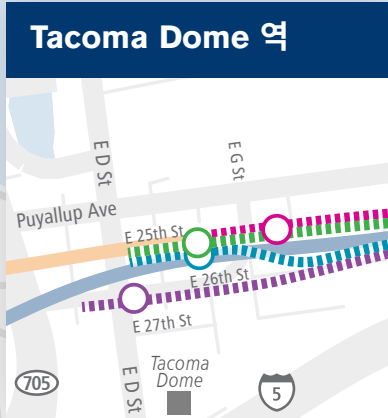 Tacoma Dome 역
E D St
E G St
Puyallup Ave
E 25th St
E 26th St
E 27th St
705
E D St
Tacoma
Dome
5